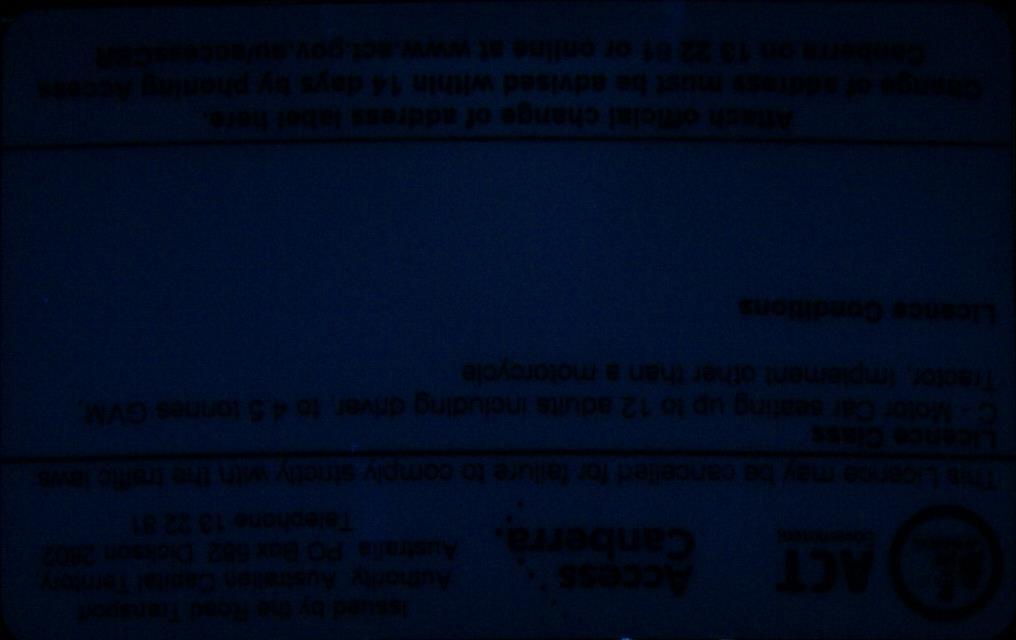 ACT
Government
Access
Canberra.
Issued by the Road Transport
Authority Australian Capital Territory
Australia PO Box 582 Dickson 2602
Telephone 13 22 81
This Licence may be cancelled for failure to comply strictly with the traffic laws
Licence Class
C - Motor Car seating up to 12 adults including driver, to 4.5 tonnes GVM,
Tractor, Implement other than a motorcycle
Licence Conditions
Attach official change of address label here.
Change of address must be advised within 14 days by phoning Access
Canberra on 13 22 81 or online at www.act.gov.au/accessCBR